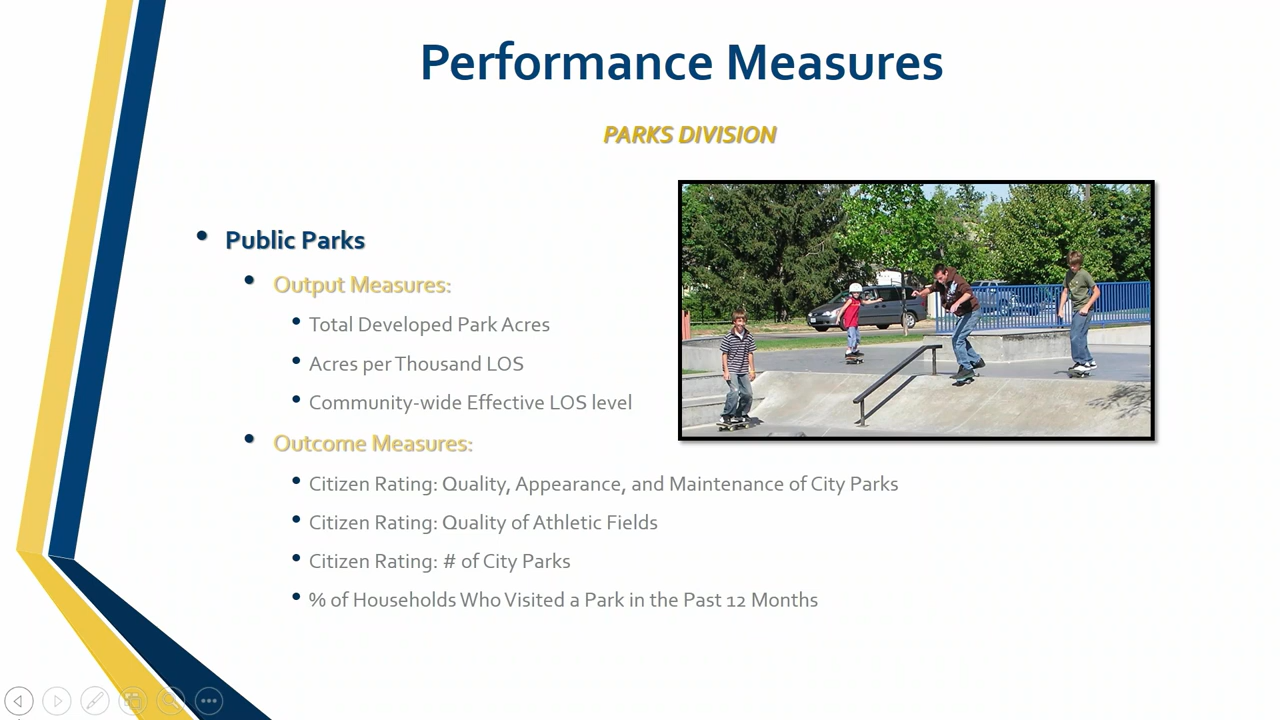 Performance Measures
PARKS DIVISION
Public Parks
Output Measures:
Total Developed Park Acres
Acres per Thousand LOS
Community-wide Effective LOS level
Outcome Measures:
Citizen Rating: Quality, Appearance, and Maintenance of City Parks
Citizen Rating: Quality of Athletic Fields
Citizen Rating: # of City Parks
% of Households Who Visited a Park in the Past 12 Months